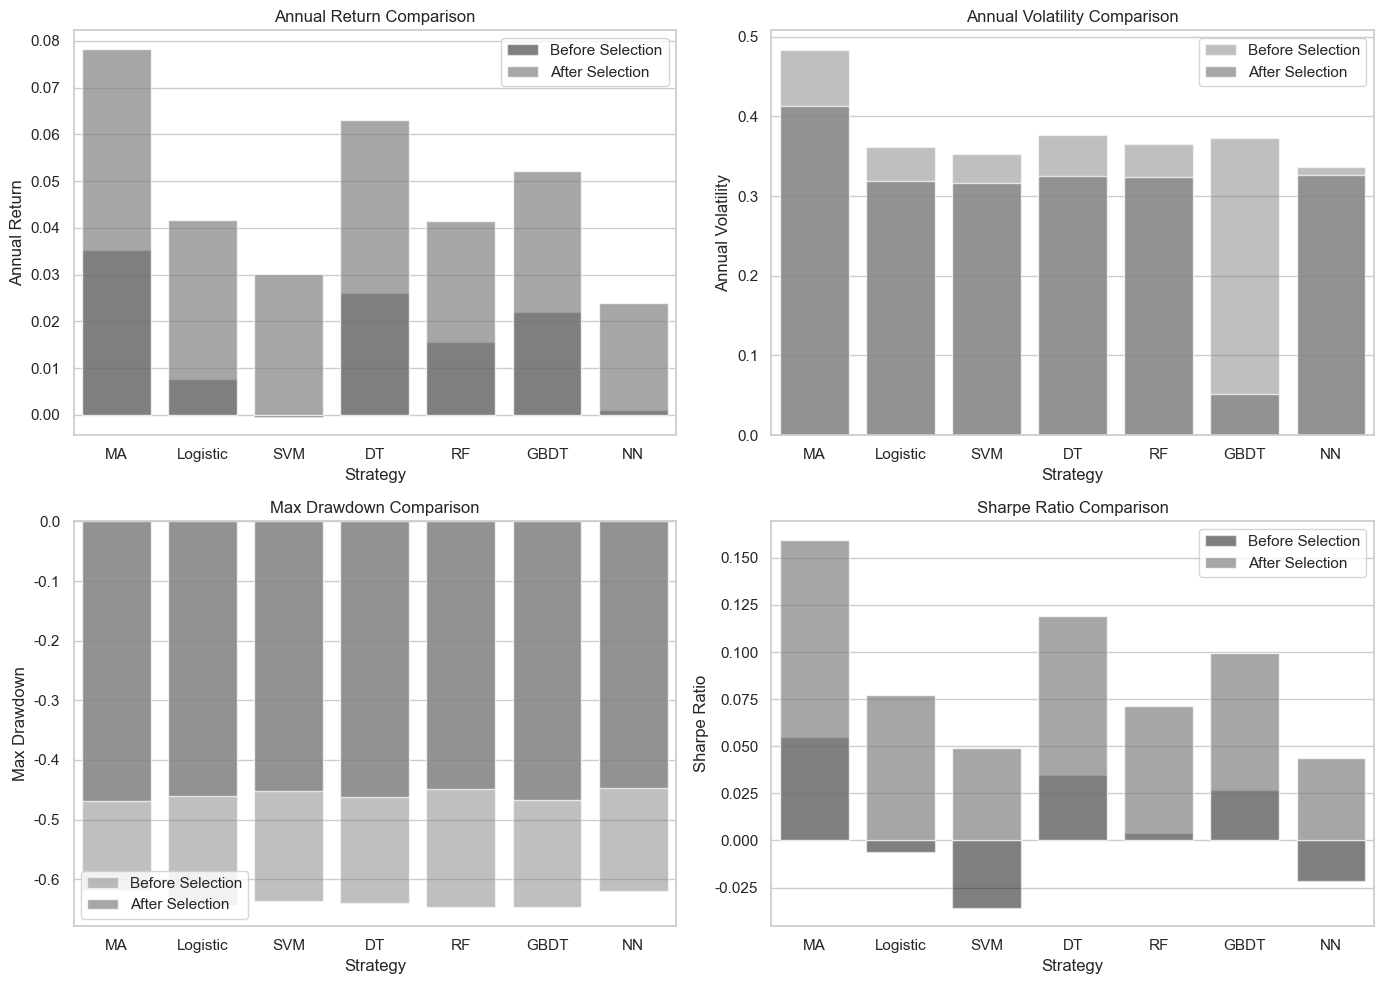 Annual Return Comparison
Annual Return
0.08
0.07
0.06
0.05
0.04
0.03
0.02
0.01
0.00
Before Selection
After Selection
MA Logistic SVM DT RF GBDT NN
Strategy
Annual Volatility Comparison
Annual Volatility
0.5
0.4
0.3
0.2
0.1
0.0
Before Selection
After Selection
MA Logistic SVM DT RF GBDT NN
Strategy
Max Drawdown Comparison
Max Drawdown
0.0
-0.1
-0.2
-0.3
-0.4
-0.5
-0.6
Before Selection
After Selection
MA Logistic SVM DT RF GBDT NN
Strategy
Sharpe Ratio Comparison
Sharpe Ratio
0.150
0.125
0.100
0.075
0.050
0.025
0.000
-0.025
Before Selection
After Selection
MA Logistic SVM DT RF GBDT NN
Strategy